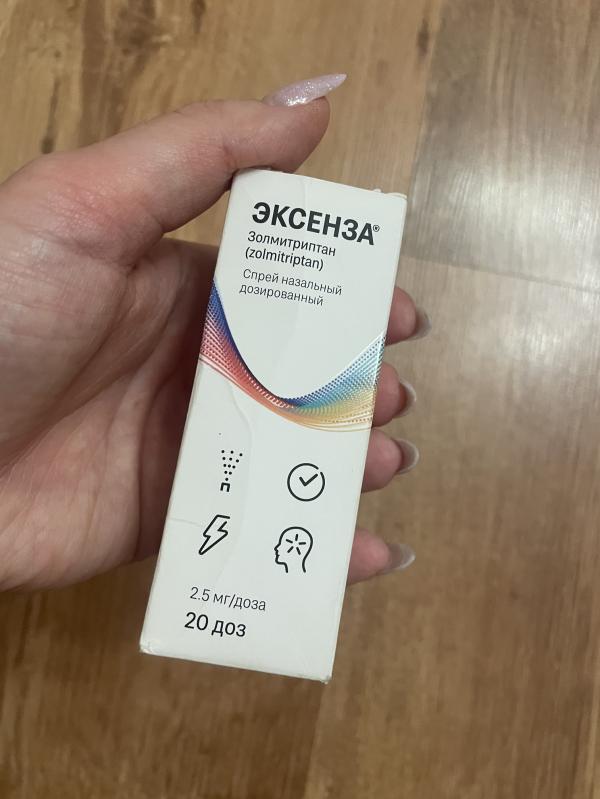 ЭКСЕНЗА®
Золмитриптан
(zolmitriptan)
Спрей назальный
дозированный
2.5 мг/доза
20 доз